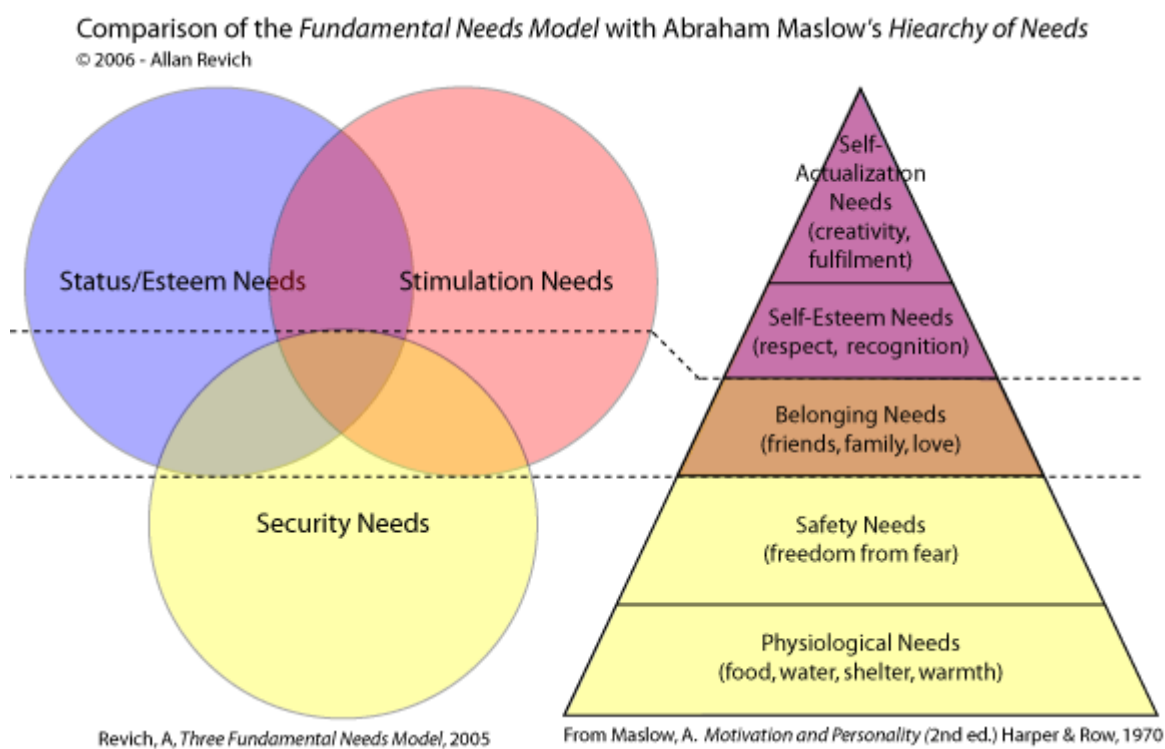 Comparison of the Fundamental Needs Model with Abraham Maslow's Hiearchy of Needs
© 2006 - Allan Revich
Status/Esteem Needs
Stimulation Needs
Security Needs
Revich, A, Three Fundamental Needs Model, 2005
Self-
Actualization
Needs
(creativity,
fulfilment)
Self-Esteem Needs
(respect, recognition)
Belonging Needs
(friends, family, love)
Safety Needs
(freedom from fear)
Physiological Needs
(food, water, shelter, warmth)
From Maslow, A. Motivation and Personality (2nd ed.) Harper & Row, 1970